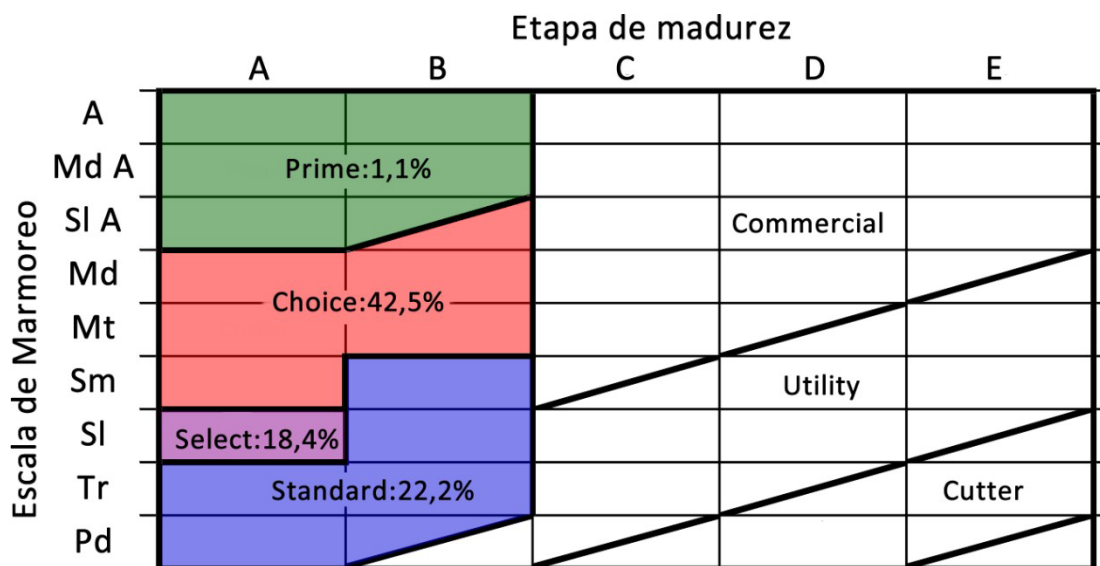 Etapa de madurez
A B C D E
Escala de Marmoreo
A
Md A
Prime:1,1%
Sl A
Commercial
Md
Choice:42,5%
Mt
Sm
Utility
Sl
Select:18,4%
Tr
Standard:22,2%
Cutter
Pd